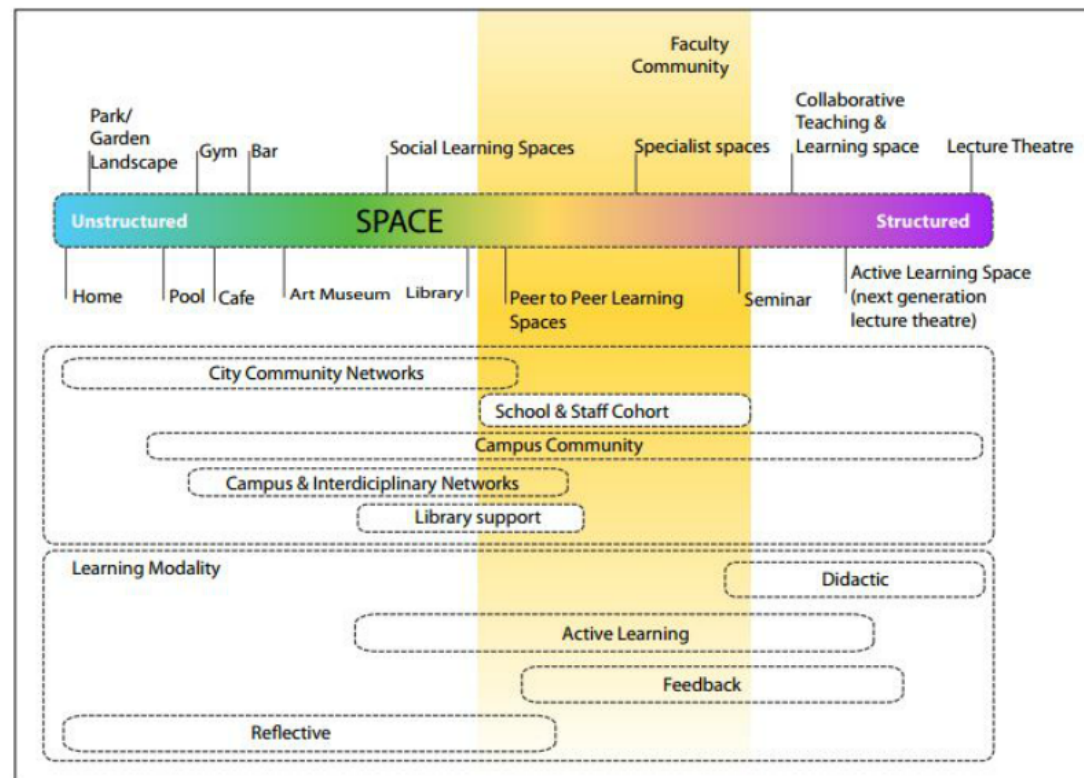 Faculty
Community
Park/
Garden
Landscape
Gym
Bar
Social Learning Spaces
Specialist spaces
Collaborative
Teaching &
Learning space
Lecture Theatre
Unstructured
SPACE
Structured
Home
Pool
Cafe
Art Museum
Library
Peer to Peer Learning
Spaces
Seminar
Active Learning Space
(next generation
lecture theatre)
City Community Networks
School & Staff Cohort
Campus Community
Campus & Interdiciplinary Networks
Library support
Learning Modality
Didactic
Active Learning
Feedback
Reflective